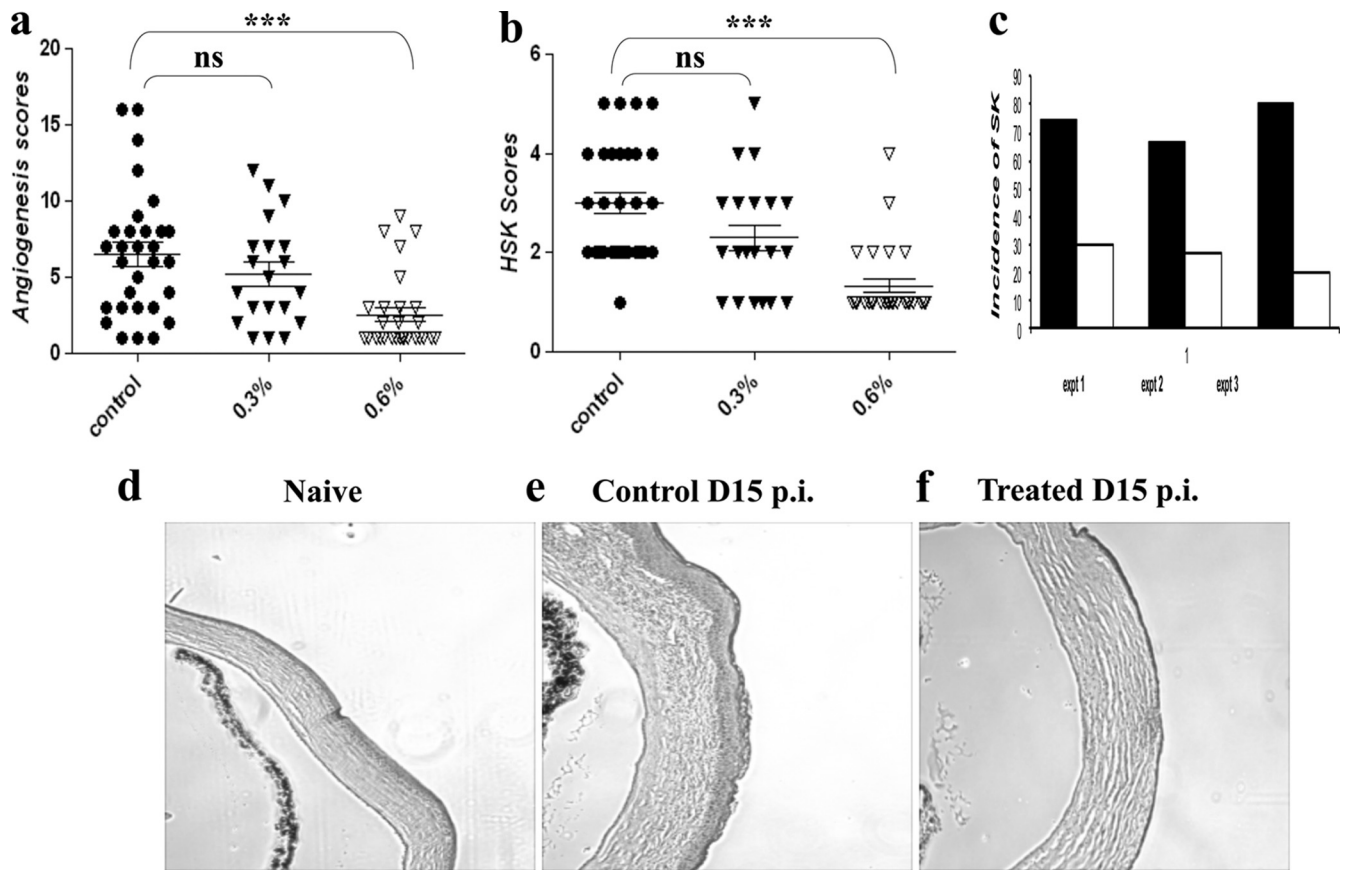 a
***
ns
Angiogenesis scores
20
15
10
5
0
control
0.3%
0.6%
b
***
ns
HSK Scores
6
4
2
0
control
0.3%
0.6%
c
Incidence of SK
90
80
70
60
50
40
30
20
10
0
1
expt 1 expt 2 expt 3
d Naive
e Control D15 p.i.
f Treated D15 p.i.